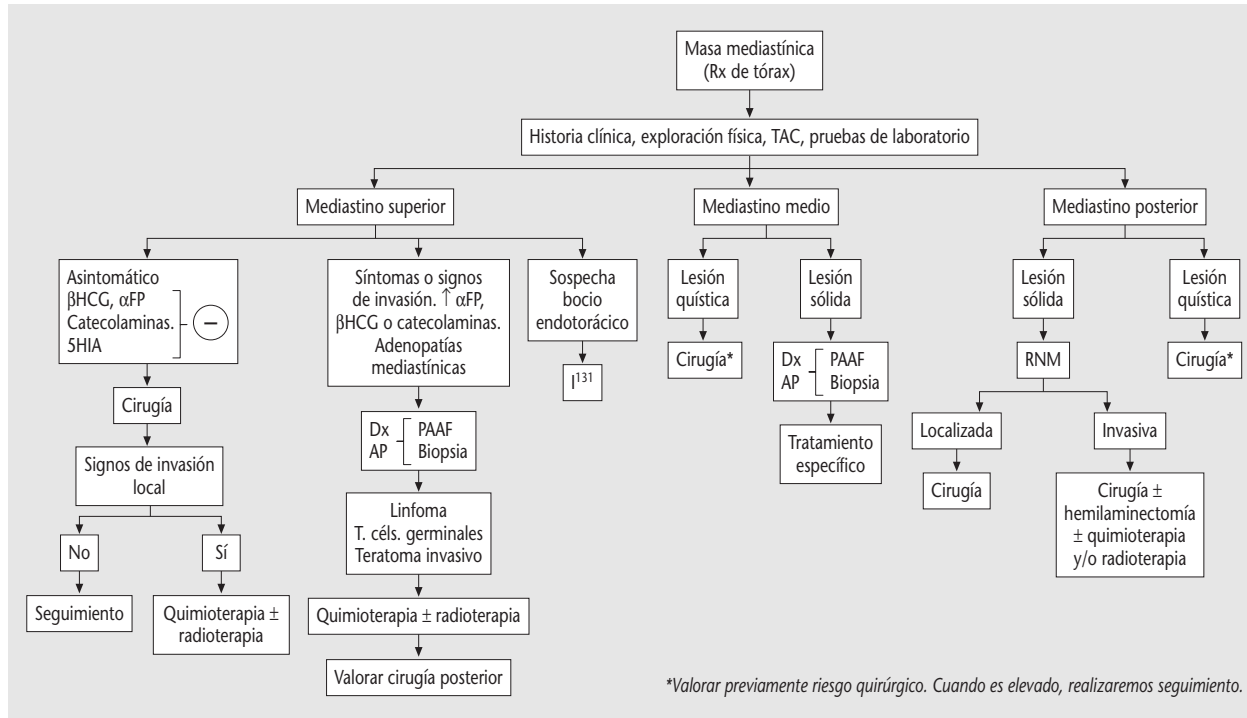 Masa mediastínica
(Rx de tórax)
Historia clínica, exploración física, TAC, pruebas de laboratorio
Mediastino superior
Mediastino medio
Mediastino posterior
Asintomático
βHCG, αFP
Catecolaminas.
5HIA
−
Cirugía
Signos de invasión
local
No
Sí
Seguimiento
Quimioterapia ±
radioterapia
Síntomas o signos
de invasión. ↑ αFP,
βHCG o catecolaminas.
Adenopatías
mediastínicas
Dx
AP
PAAF
Biopsia
Linfoma
T. céls. germinales
Teratoma invasivo
Quimioterapia ± radioterapia
Valorar cirugía posterior
Sospecha
bocio
endotorácico
I¹³¹
Lesión
quística
Cirugía*
Lesión
sólida
Dx
AP
PAAF
Biopsia
Tratamiento
específico
Lesión
sólida
RNM
Localizada
Cirugía
Invasiva
Cirugía ±
hemilaminectomía
± quimioterapia
y/o radioterapia
Lesión
quística
Cirugía*
*Valorar previamente riesgo quirúrgico. Cuando es elevado, realizaremos seguimiento.